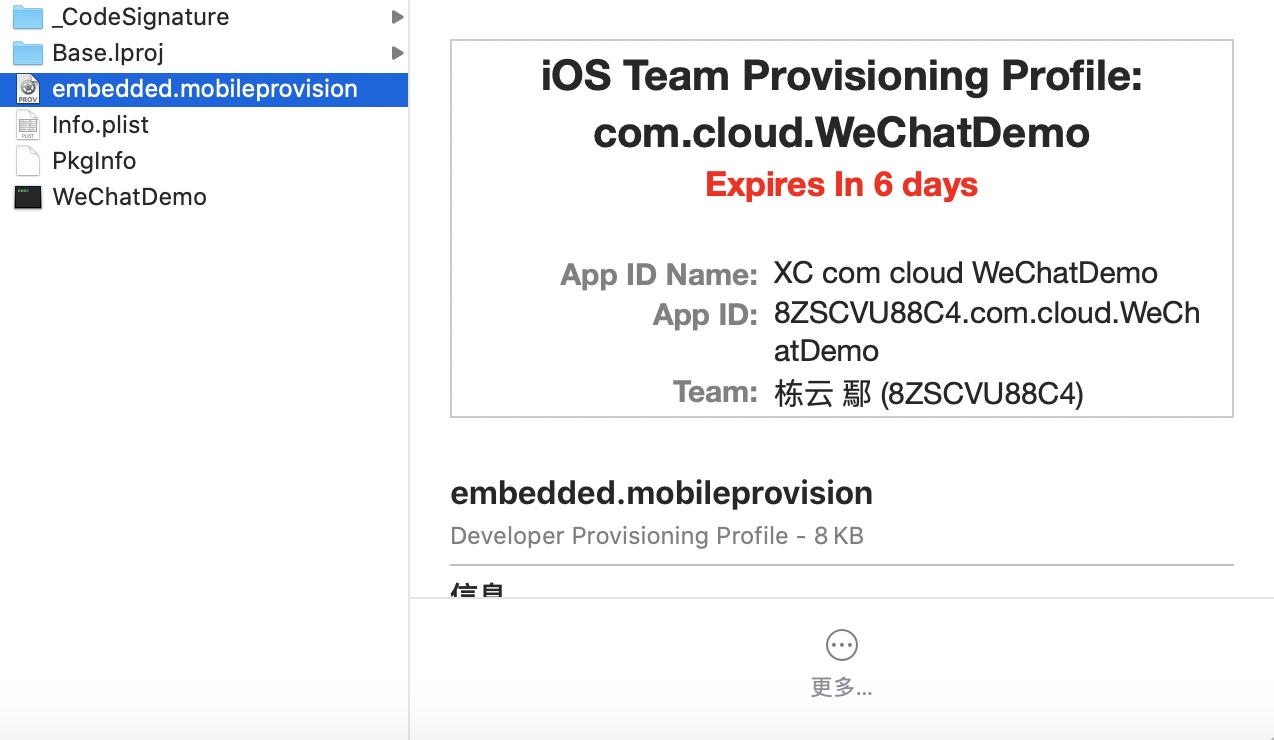 _CodeSignature
Base.lproj
embedded.mobileprovision
Info.plist
PkgInfo
WeChatDemo
iOS Team Provisioning Profile:
com.cloud.WeChatDemo
Expires In 6 days
App ID Name: XC com cloud WeChatDemo
App ID: 8ZSCVU88C4.com.cloud.WeCh
atDemo
Team: 栋云 鄢 (8ZSCVU88C4)
embedded.mobileprovision
Developer Provisioning Profile - 8 KB
信息
更多...